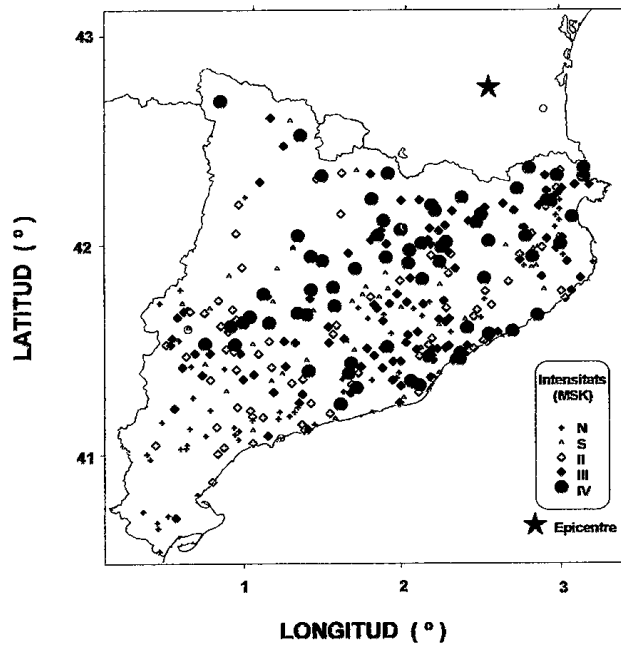 43
42
41
LATITUD ( º )
1
2
3
LONGITUD ( º )
Intensitats
(MSK)
N
S
II
III
IV
Epicentre